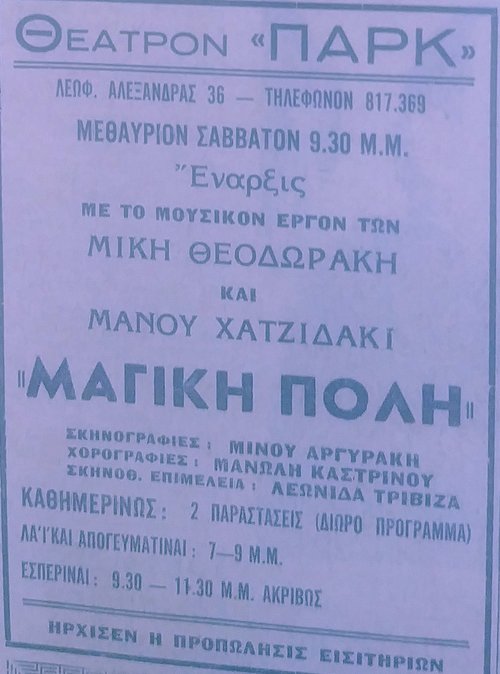 ΘΕΑΤΡΟΝ «ΠΑΡΚ»
ΛΕΩΦ. ΑΛΕΞΑΝΔΡΑΣ 36 — ΤΗΛΕΦΩΝΟΝ 817.369
ΜΕΘΑΥΡΙΟΝ ΣΑΒΒΑΤΟΝ 9.30 Μ.Μ.
Ἔναρξις
ΜΕ ΤΟ ΜΟΥΣΙΚΟΝ ΕΡΓΟΝ ΤΩΝ
ΜΙΚΗ ΘΕΟΔΩΡΑΚΗ
ΚΑΙ
ΜΑΝΟΥ ΧΑΤΖΙΔΑΚΙ
"ΜΑΓΙΚΗ ΠΟΛΗ"
ΣΚΗΝΟΓΡΑΦΙΕΣ : ΜΙΝΟΥ ΑΡΓΥΡΑΚΗ
ΧΟΡΟΓΡΑΦΙΕΣ : ΜΑΝΩΛΗ ΚΑΣΤΡΙΝΟΥ
ΣΚΗΝΟΘ. ΕΠΙΜΕΛΕΙΑ : ΛΕΩΝΙΔΑ ΤΡΙΒΙΖΑ
ΚΑΘΗΜΕΡΙΝΩΣ : 2 ΠΑΡΑΣΤΑΣΕΙΣ (ΔΙΩΡΟ ΠΡΟΓΡΑΜΜΑ)
ΛΑ'Ι'ΚΑΙ ΑΠΟΓΕΥΜΑΤΙΝΑΙ : 7—9 Μ.Μ.
ΕΣΠΕΡΙΝΑΙ : 9.30 — 11.30 Μ.Μ. ΑΚΡΙΒΩΣ
ΗΡΧΙΣΕΝ Η ΠΡΟΠΩΛΗΣΙΣ ΕΙΣΙΤΗΡΙΩΝ